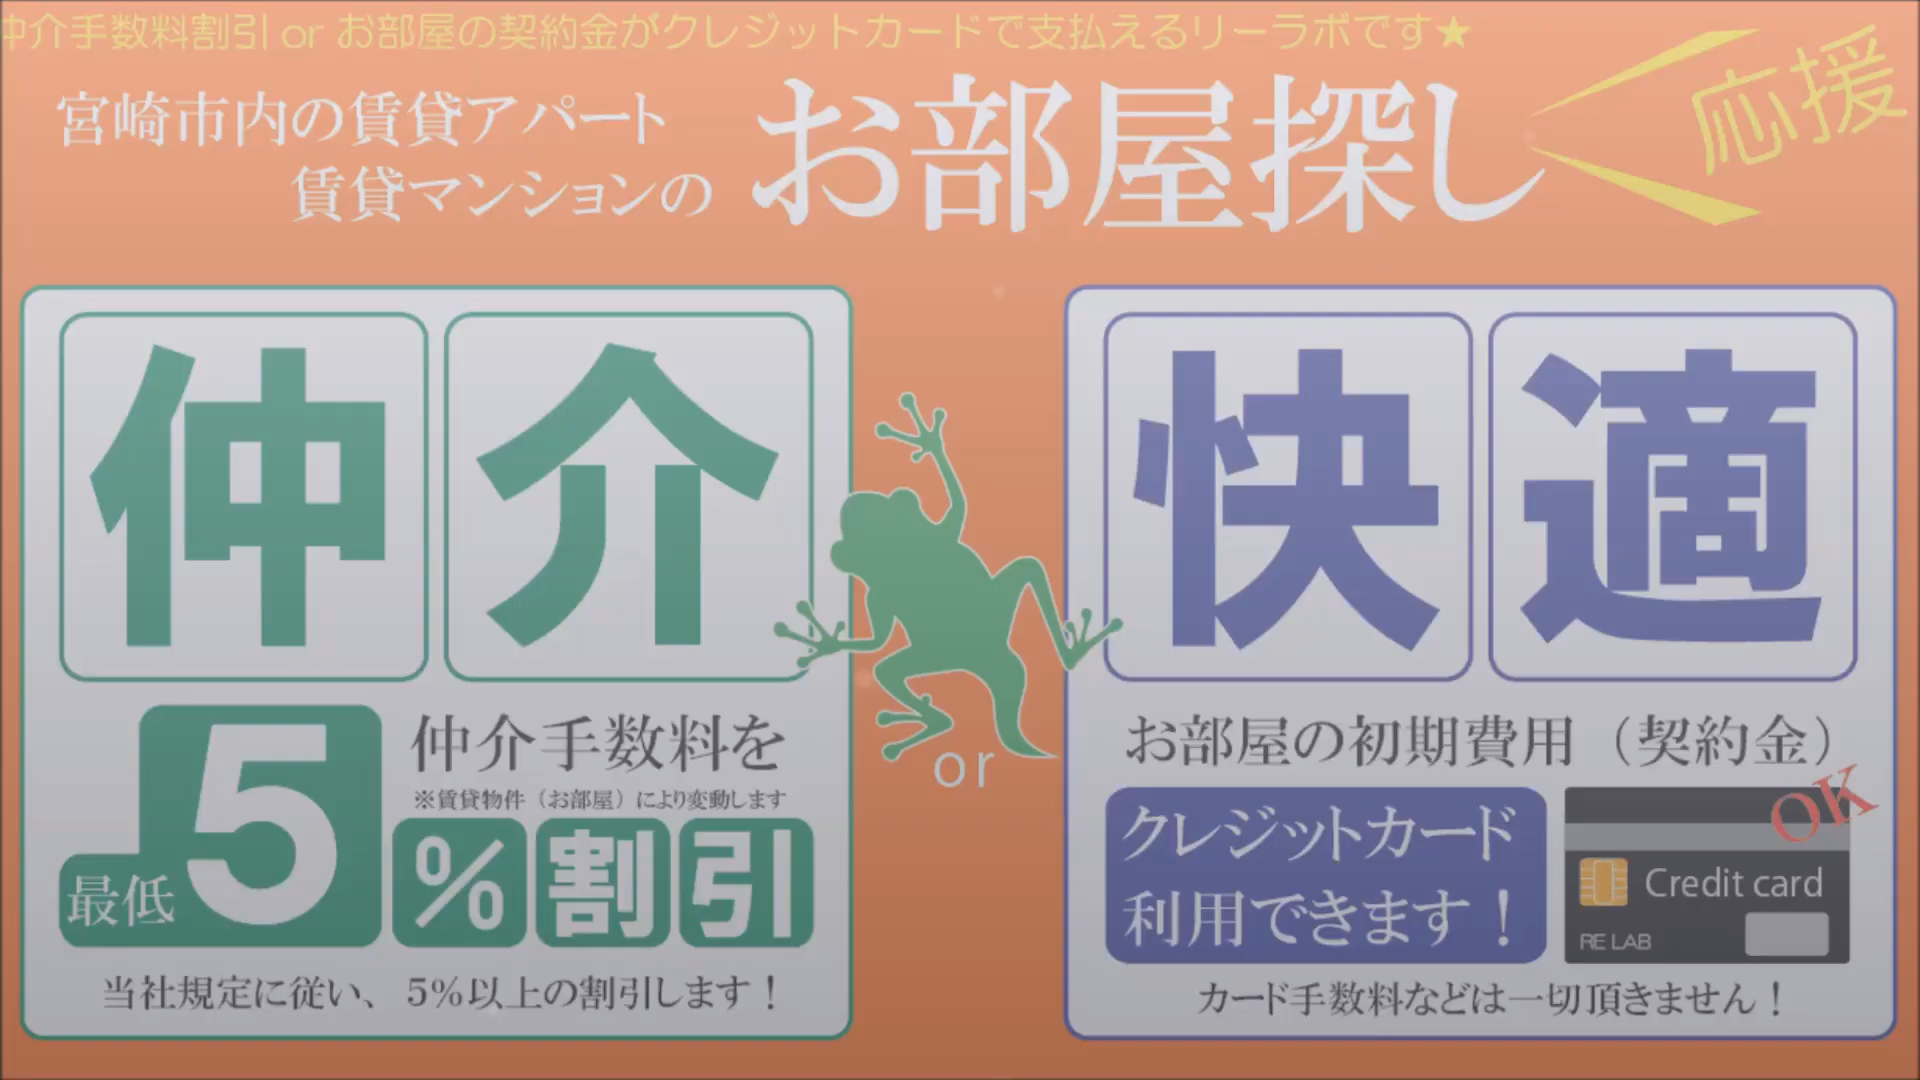 仲介手数料割引 or お部屋の契約金がクレジットカードで支払えるリーラボです★
宮崎市内の賃貸アパート
賃貸マンションの
お部屋探し
応援
仲介
最低5%割引
仲介手数料を
※賃貸物件（お部屋）により変動します
当社規定に従い、5%以上の割引します！
or
快適
お部屋の初期費用（契約金）
クレジットカード
利用できます！
OK
Credit card
RE LAB
カード手数料などは一切頂きません！